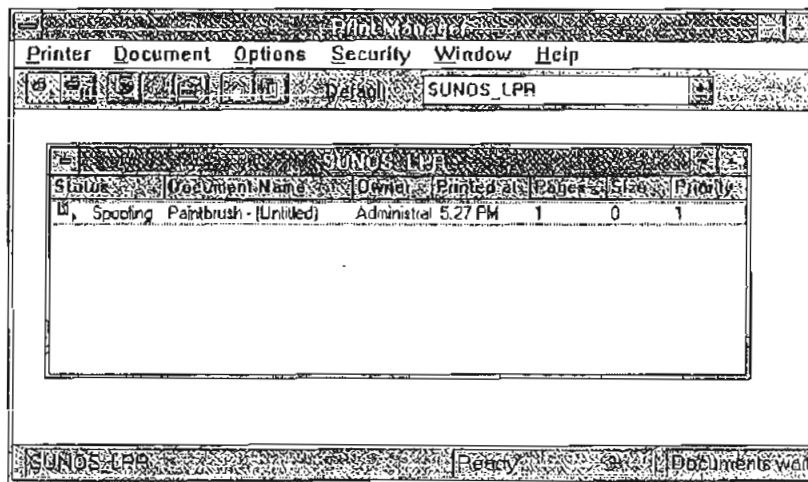 Print Manager
Printer Document Options Security Window Help
Default SUNOS_LPR
SUNOS_LPR
Status Document Name Owner Printed at Pages Size Priority
Spooling Paintbrush - (Untitled) Administrat 5.27 PM 1 0 1
SUNOS_LPR Ready Documents wait